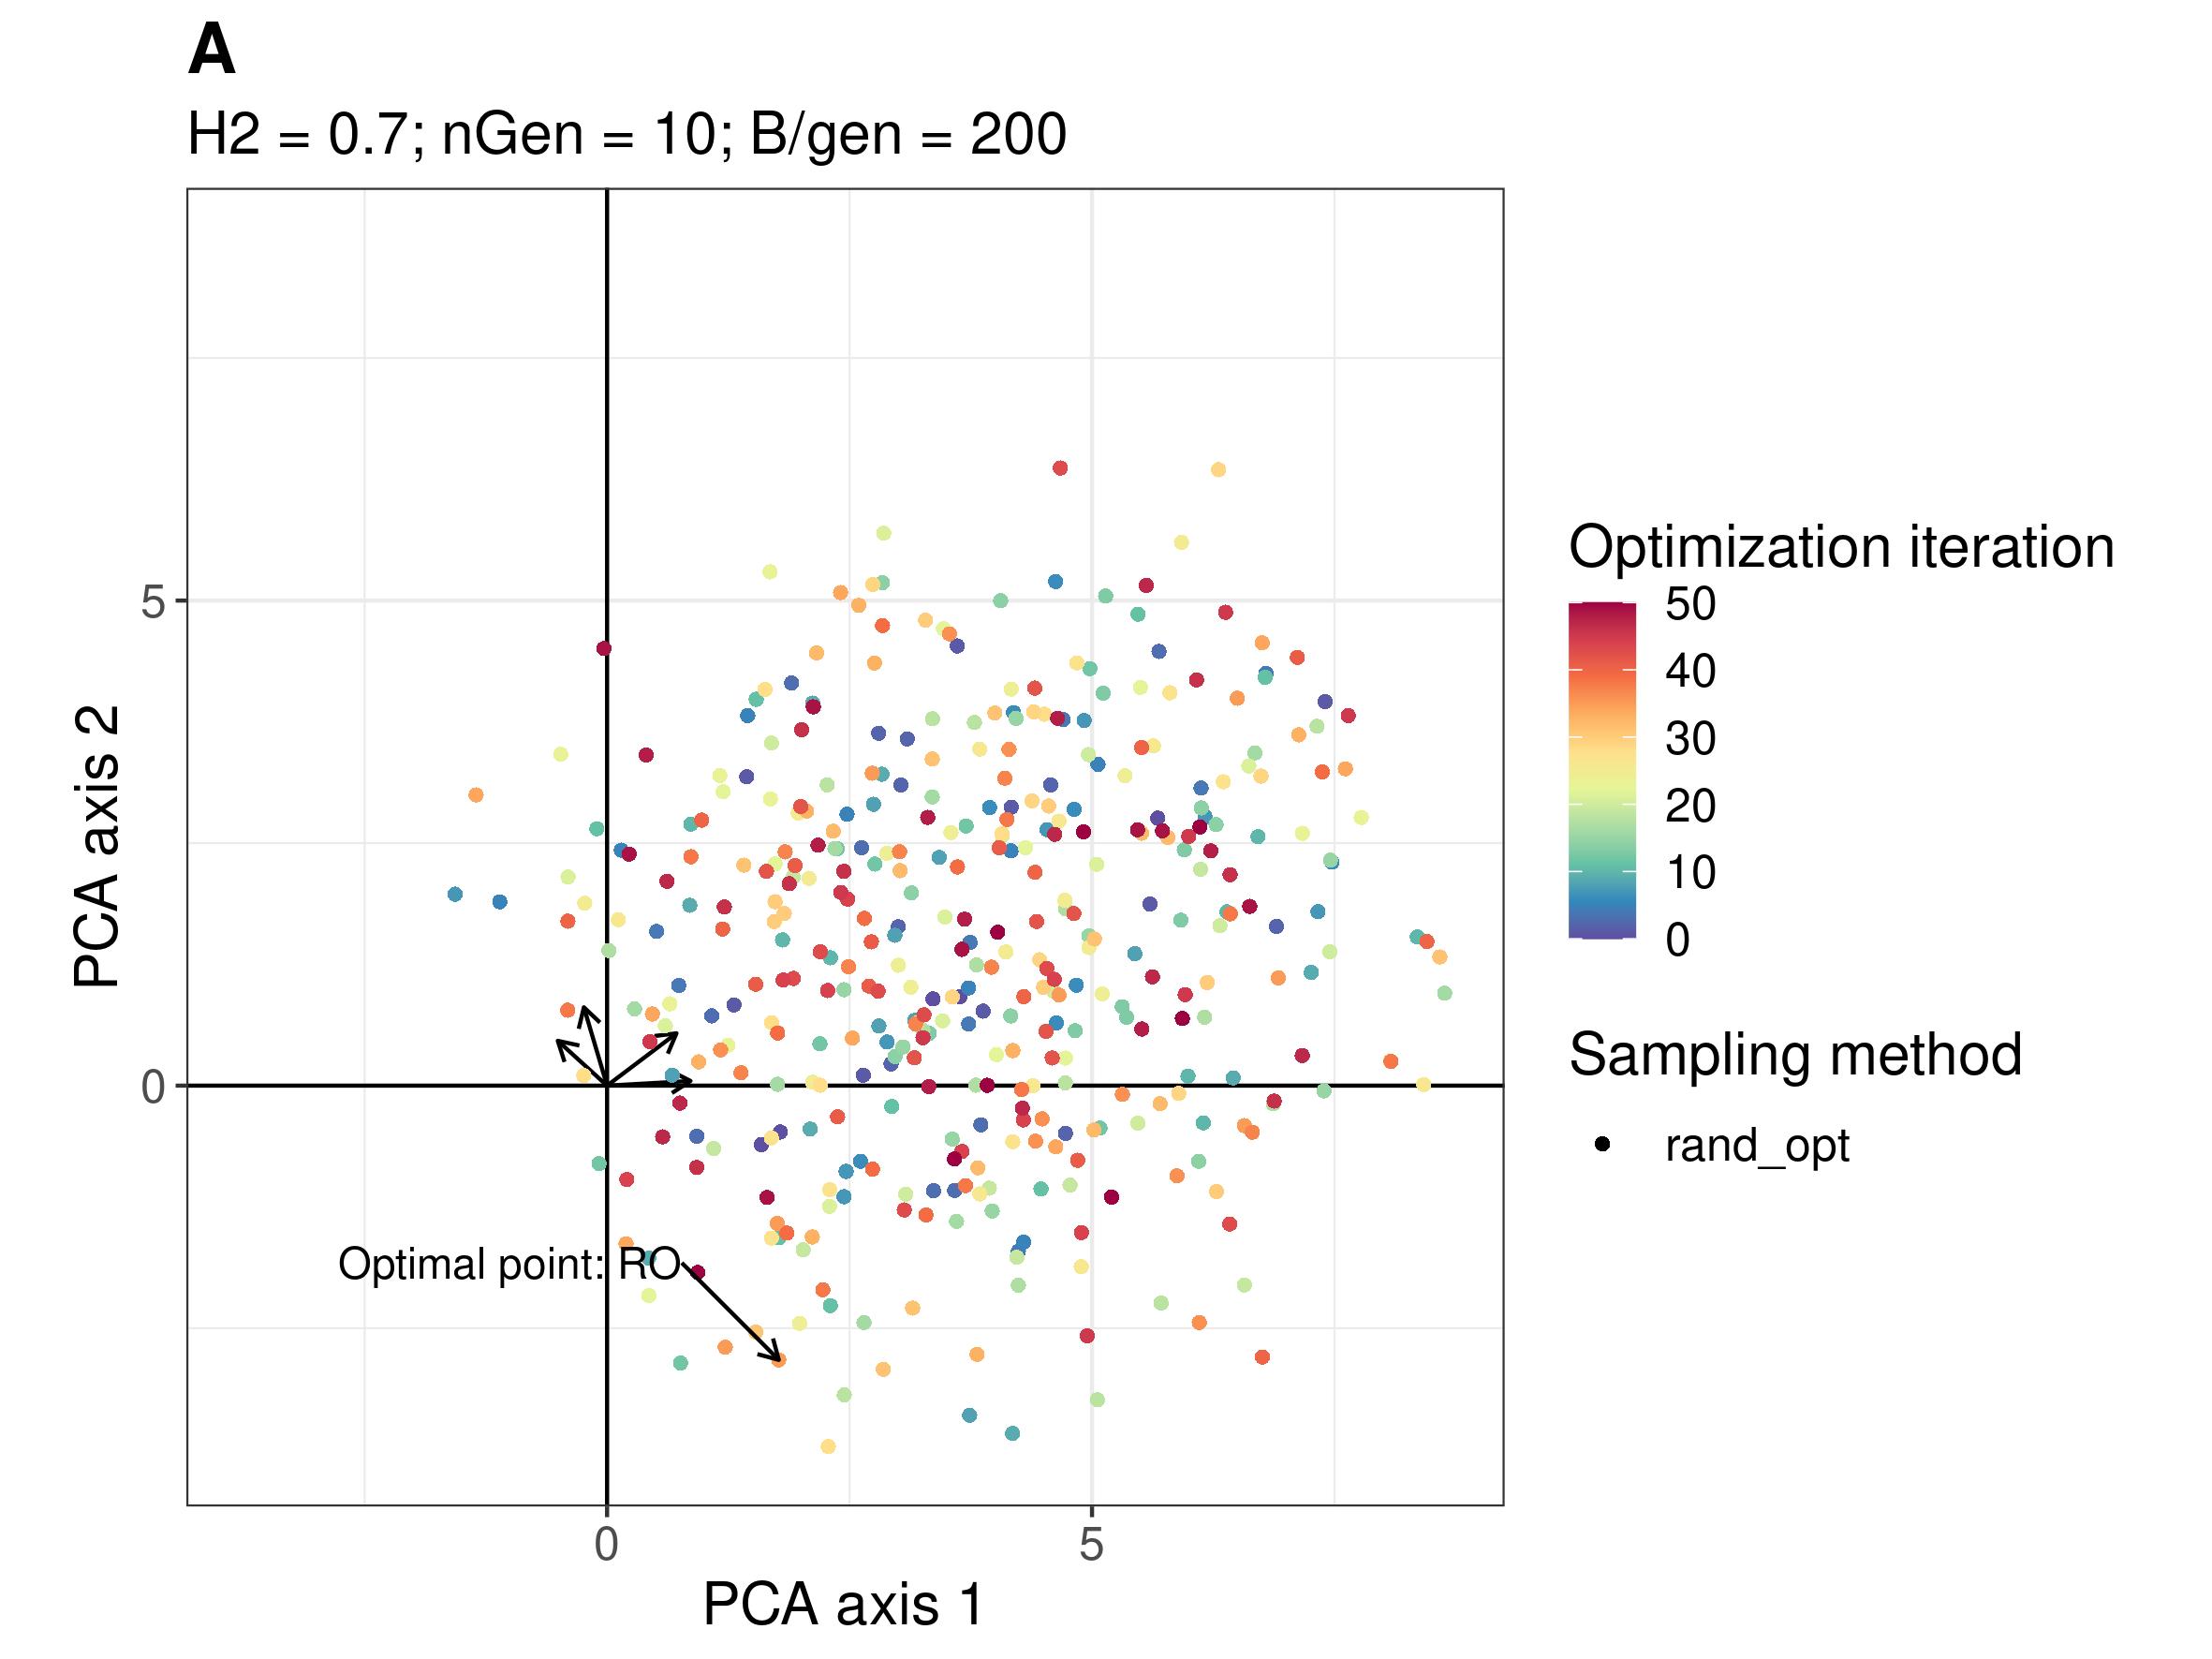 A
H2 = 0.7; nGen = 10; B/gen = 200
PCA axis 2
5
0
Optimal point: RO
0
5
PCA axis 1
Optimization iteration
50
40
30
20
10
0
Sampling method
rand_opt